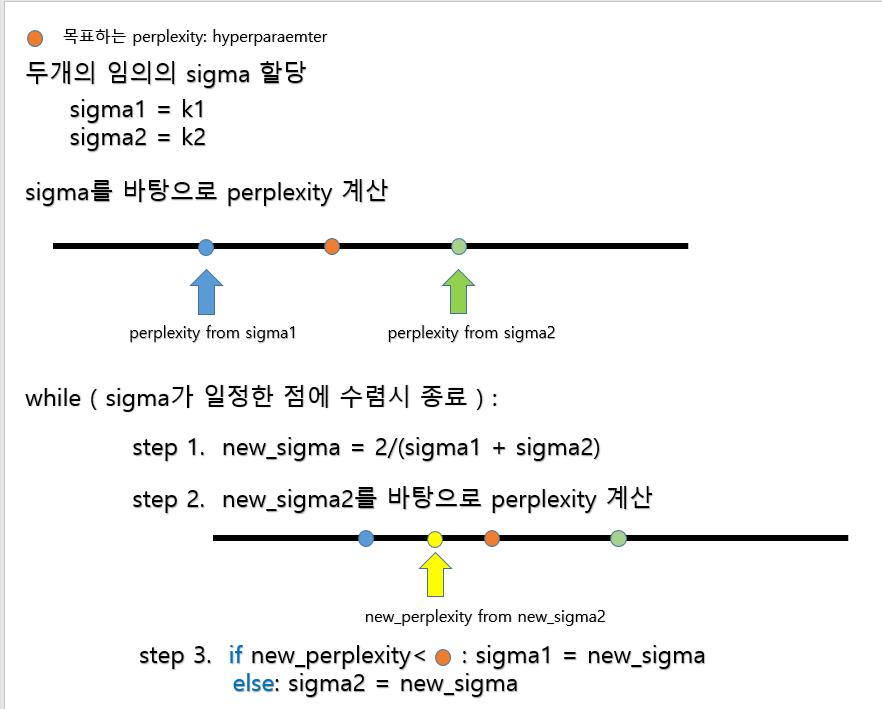 목표하는 perplexity: hyperparaemter
두개의 임의의 sigma 할당
sigma1 = k1
sigma2 = k2
sigma를 바탕으로 perplexity 계산
perplexity from sigma1
perplexity from sigma2
while ( sigma가 일정한 점에 수렴시 종료 ) :
step 1. new_sigma = 2/(sigma1 + sigma2)
step 2. new_sigma2를 바탕으로 perplexity 계산
new_perplexity from new_sigma2
step 3. if new_perplexity< : sigma1 = new_sigma
else: sigma2 = new_sigma